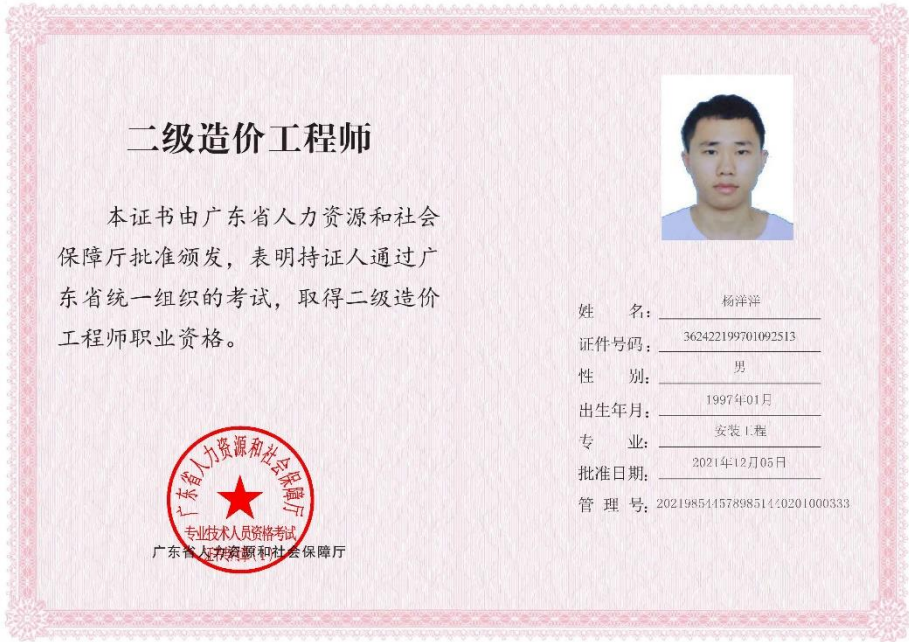 二级造价工程师
本证书由广东省人力资源和社会
保障厅批准颁发，表明持证人通过广
东省统一组织的考试，取得二级造价
工程师职业资格。
广东省人力资源和社会保障厅
专业技术人员资格考试
广东省人力资源和社会保障厅
姓 名：杨洋洋
证件号码：362422199701092513
性 别：男
出生年月：1997年01月
专 业：安装工程
批准日期：2021年12月05日
管 理 号：